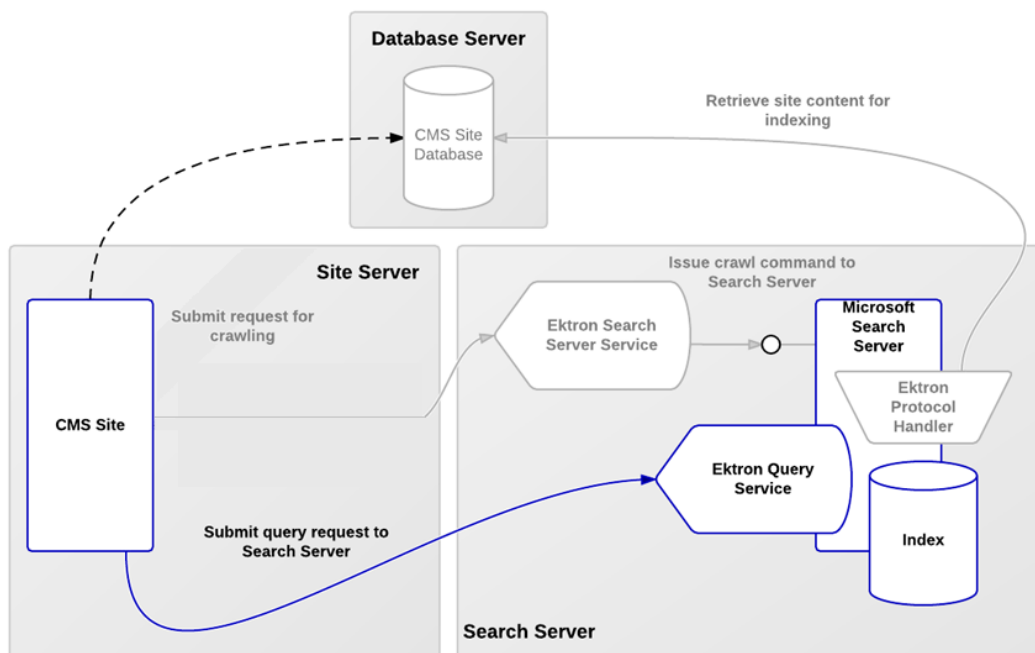 Database Server
CMS Site
Database
Retrieve site content for
indexing
Site Server
Submit request for
crawling
CMS Site
Submit query request to
Search Server
Issue crawl command to
Search Server
Ektron Search
Server Service
Microsoft
Search
Server
Ektron
Protocol
Handler
Ektron Query
Service
Index
Search Server